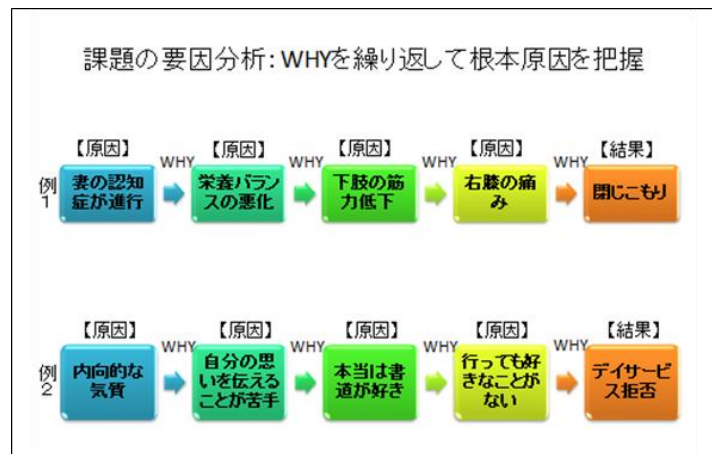 課題の要因分析:WHYを繰り返して根本原因を把握
【原因】 WHY 【原因】 WHY 【原因】 WHY 【原因】 WHY 【結果】
例1
妻の認知
症が進行
栄養バラン
スの悪化
下肢の筋
力低下
右膝の痛
み
閉じこもり
【原因】 WHY 【原因】 WHY 【原因】 WHY 【原因】 WHY 【結果】
例2
内向的な
気質
自分の思
いを伝える
ことが苦手
本当は書
道が好き
行っても好
きなことが
ない
デイサービ
ス拒否